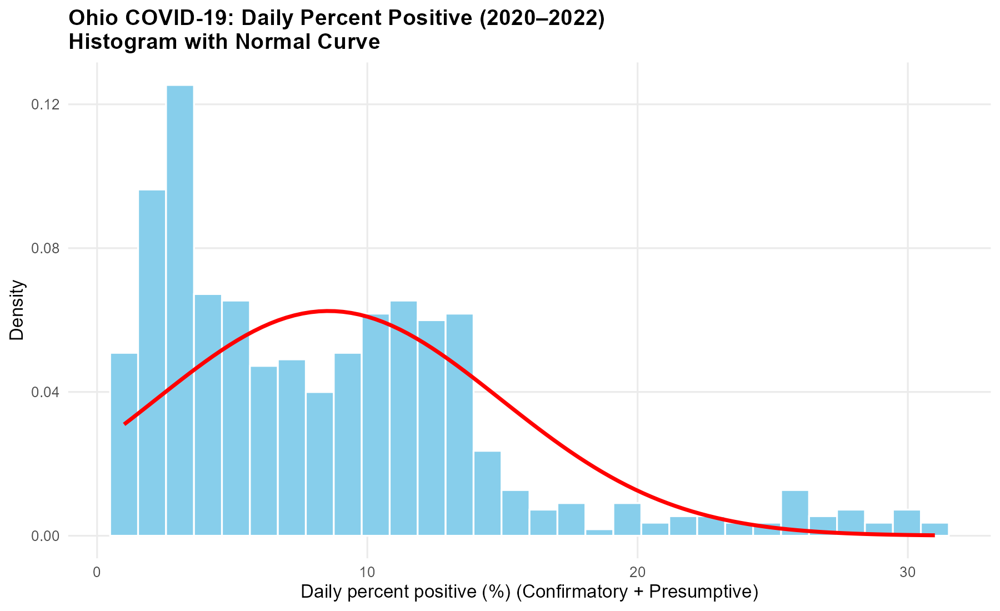 Ohio COVID-19: Daily Percent Positive (2020–2022)
Histogram with Normal Curve
Density
0.12
0.08
0.04
0.00
0
10
20
30
Daily percent positive (%) (Confirmatory + Presumptive)